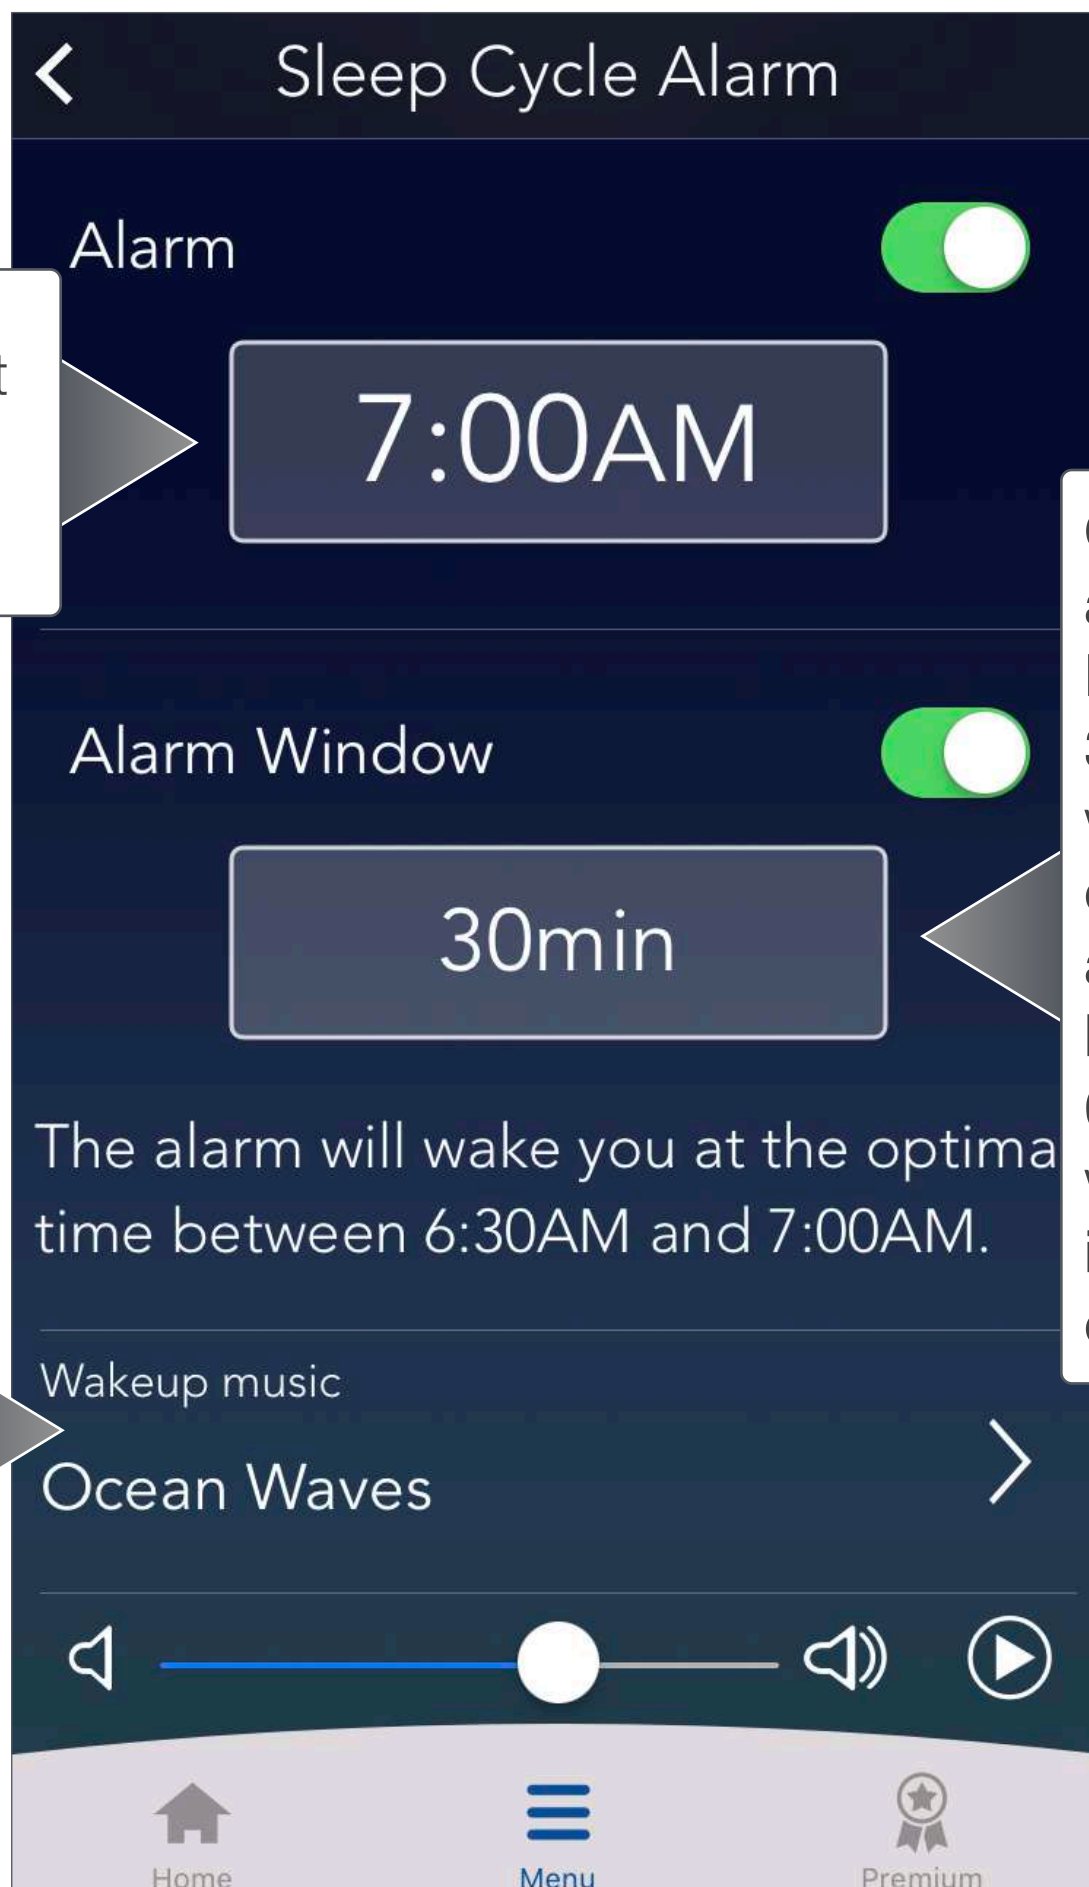 Sleep Cycle Alarm
Alarm
7:00AM
Alarm Window
30min
The alarm will wake you at the optima
time between 6:30AM and 7:00AM.
Wakeup music
Ocean Waves
Home
Menu
Premium